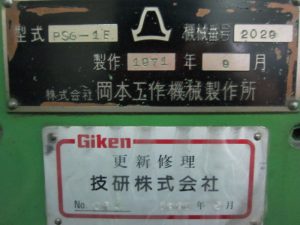 型式 PSG-1E 機械番号 2029
製作 1971 年 9 月
株式会社 岡本工作機械製作所
Giken
更新修理
技研株式会社
No. 年 月